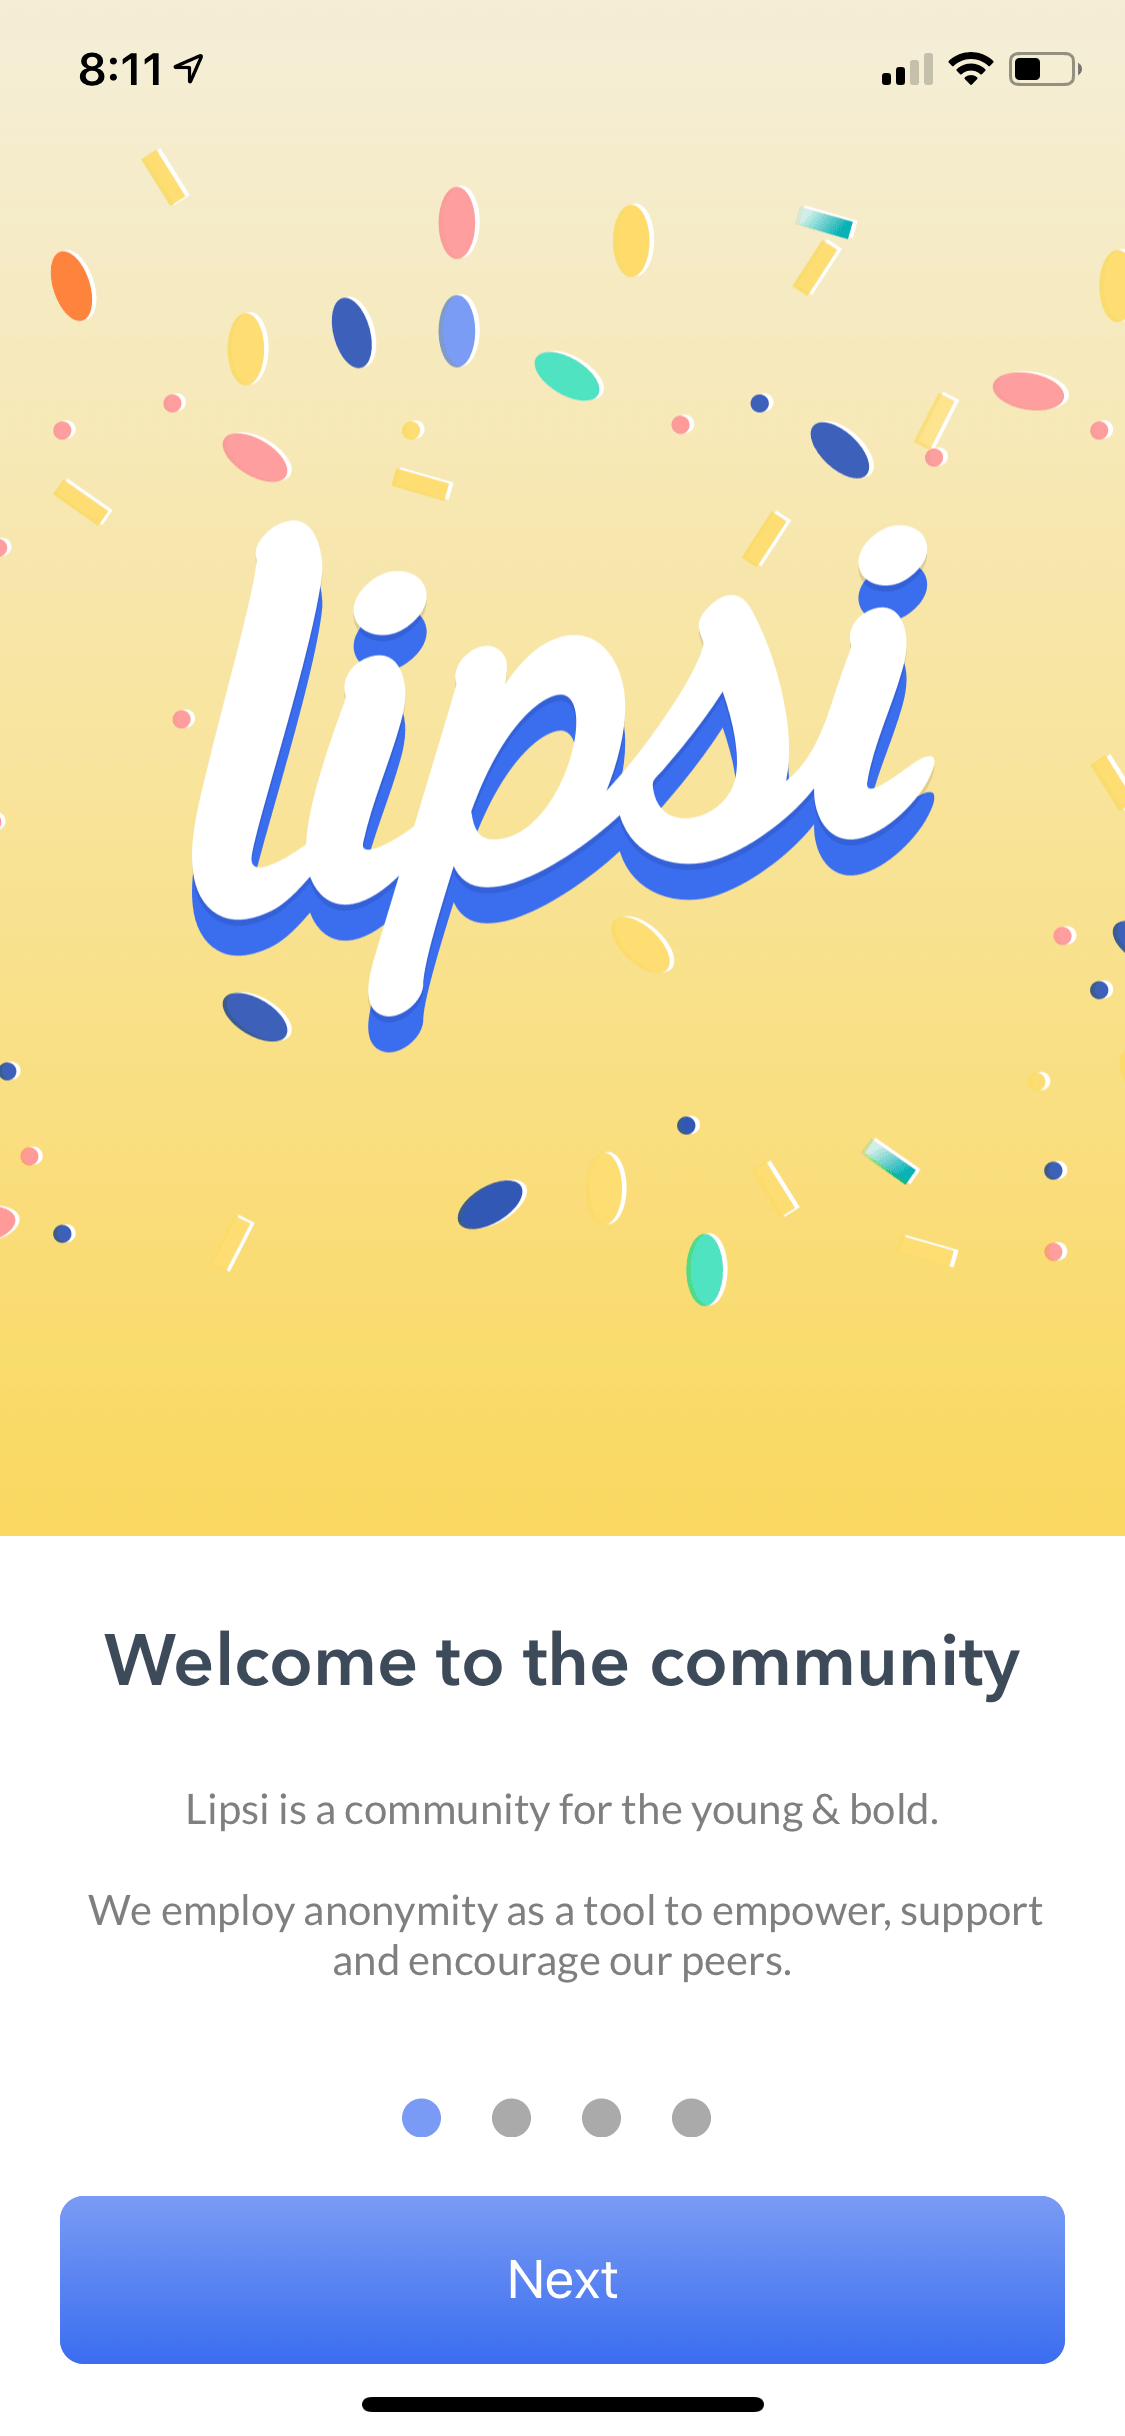 8:11
lipsi
Welcome to the community
Lipsi is a community for the young & bold.
We employ anonymity as a tool to empower, support
and encourage our peers.
Next